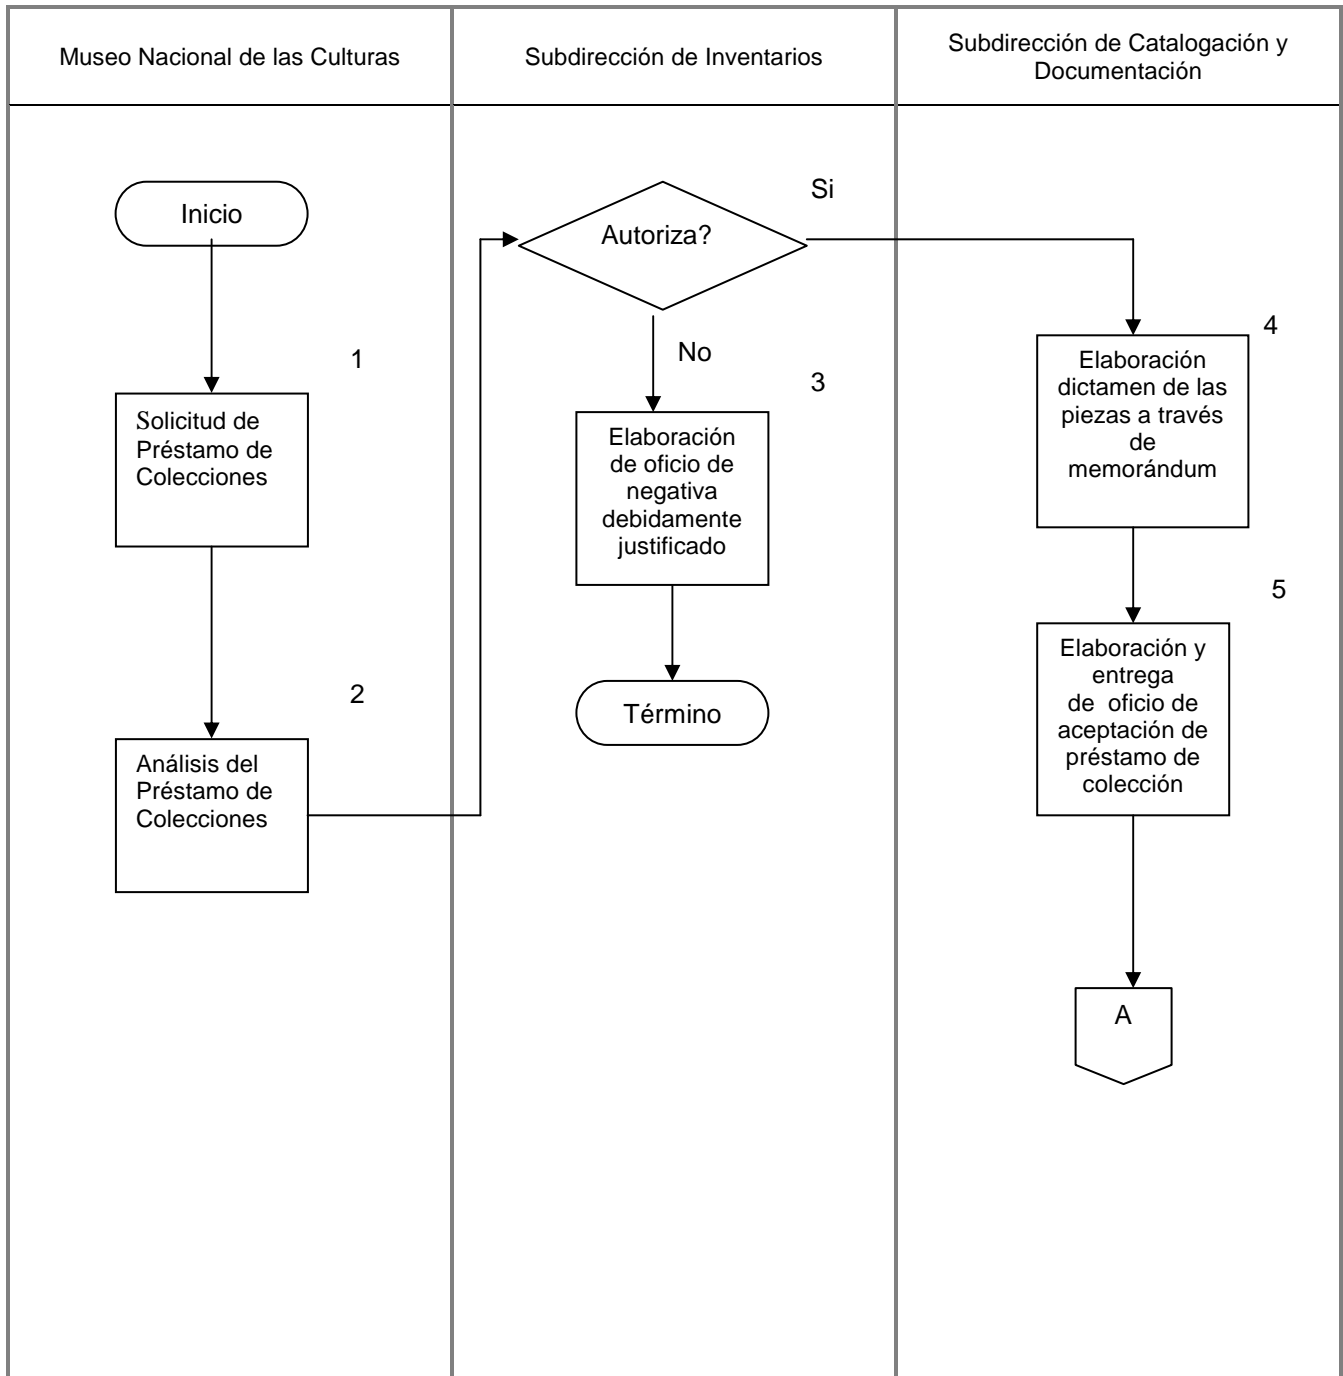 Museo Nacional de las Culturas
Subdirección de Inventarios
Subdirección de Catalogación y
Documentación
Inicio
1
Solicitud de
Préstamo de
Colecciones
2
Análisis del
Préstamo de
Colecciones
Autoriza?
Si
No
3
Elaboración
de oficio de
negativa
debidamente
justificado
Término
4
Elaboración
dictamen de las
piezas a través
de
memorándum
5
Elaboración y
entrega
de oficio de
aceptación de
préstamo de
colección
A